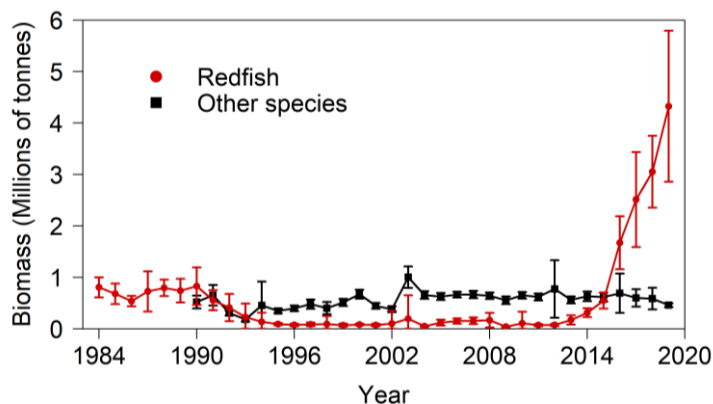 6
5
4
3
2
1
0
Biomass (Millions of tonnes)
Redfish
Other species
1984 1990 1996 2002 2008 2014 2020
Year